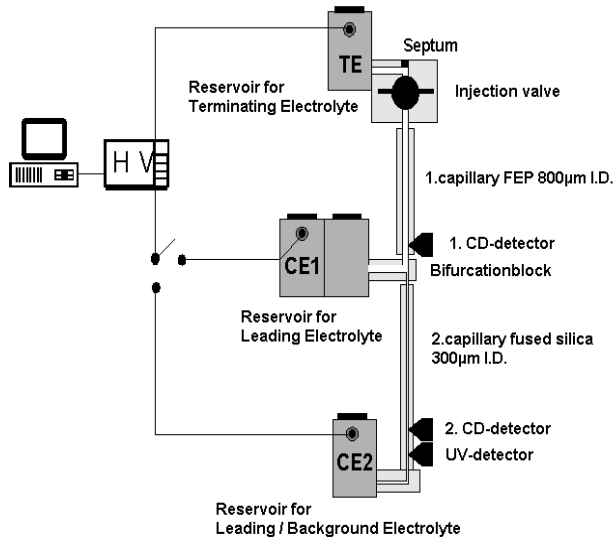 TE
Septum
Reservoir for
Terminating Electrolyte
Injection valve
H V
1.capillary FEP 800µm I.D.
1. CD-detector
CE1
Bifurcationblock
Reservoir for
Leading Electrolyte
2.capillary fused silica
300µm I.D.
2. CD-detector
UV-detector
CE2
Reservoir for
Leading / Background Electrolyte